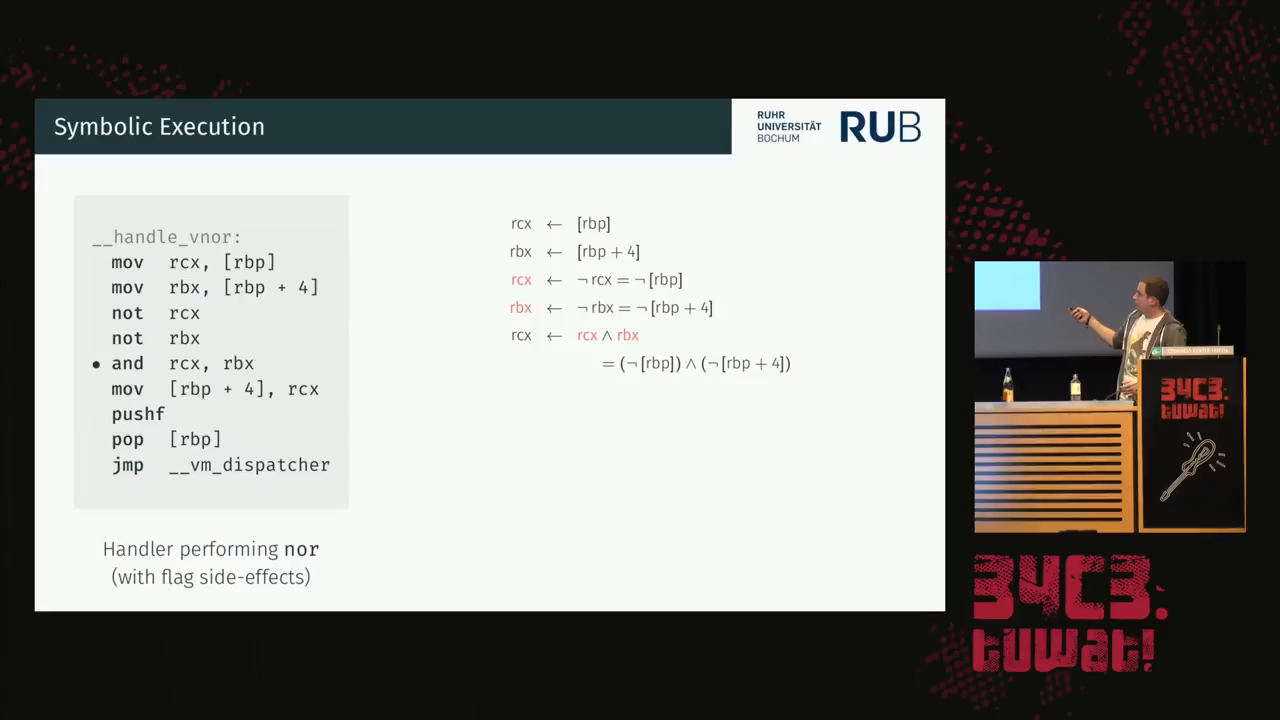 Symbolic Execution
RUHR
UNIVERSITÄT
BOCHUM
RUB
__handle_vnor:
mov rcx, [rbp]
mov rbx, [rbp + 4]
not rcx
not rbx
• and rcx, rbx
mov [rbp + 4], rcx
pushf
pop [rbp]
jmp __vm_dispatcher
Handler performing nor
(with flag side-effects)
rcx ← [rbp]
rbx ← [rbp + 4]
rcx ← ¬ rcx = ¬ [rbp]
rbx ← ¬ rbx = ¬ [rbp + 4]
rcx ← rcx ∧ rbx
= (¬ [rbp]) ∧ (¬ [rbp + 4])
34C3:
tuwat!
34C3:
tuwat!